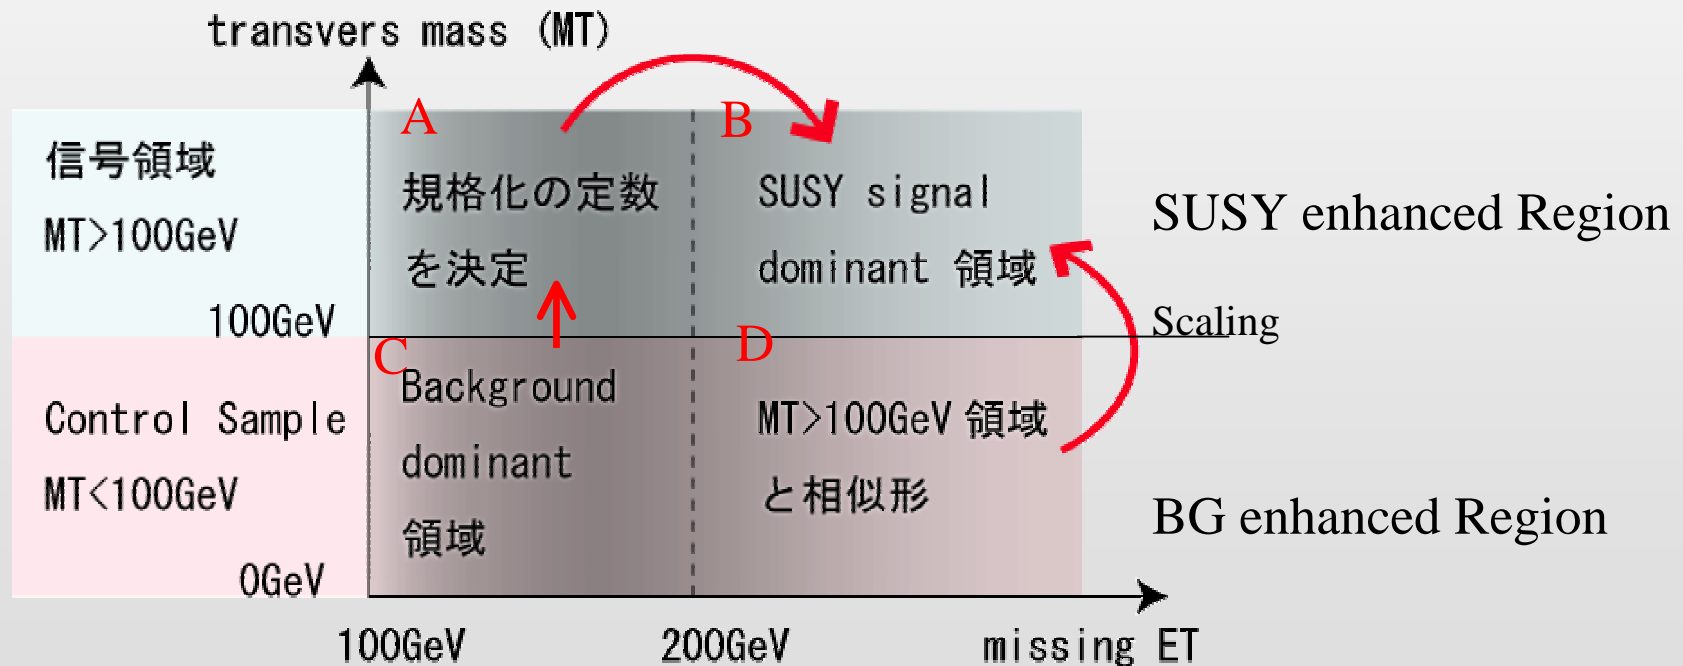 transvers mass (MT)
A
B
信号領域
MT>100GeV
規格化の定数
を決定
SUSY signal
dominant 領域
SUSY enhanced Region
100GeV
Scaling
C
D
Control Sample
MT<100GeV
Background
dominant
領域
MT>100GeV 領域
と相似形
BG enhanced Region
0GeV
100GeV
200GeV
missing ET